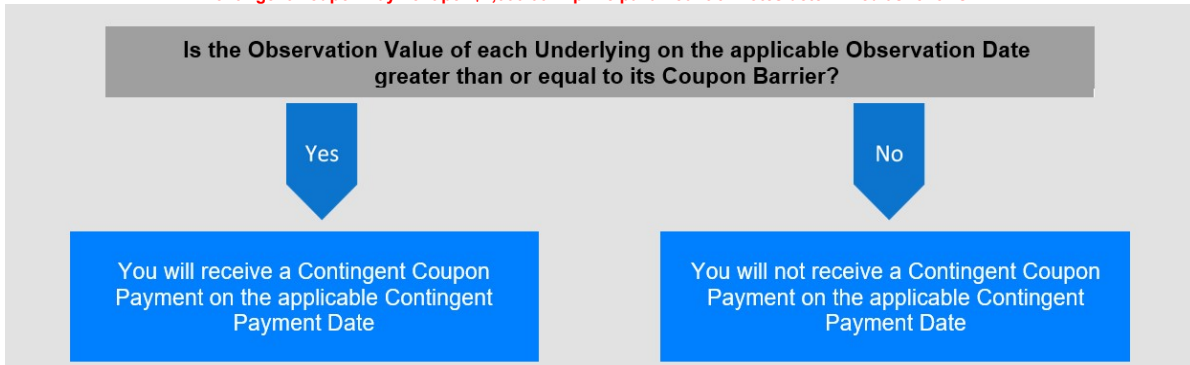 Is the Observation Value of each Underlying on the applicable Observation Date
greater than or equal to its Coupon Barrier?
Yes
No
You will receive a Contingent Coupon
Payment on the applicable Contingent
Payment Date
You will not receive a Contingent Coupon
Payment on the applicable Contingent
Payment Date